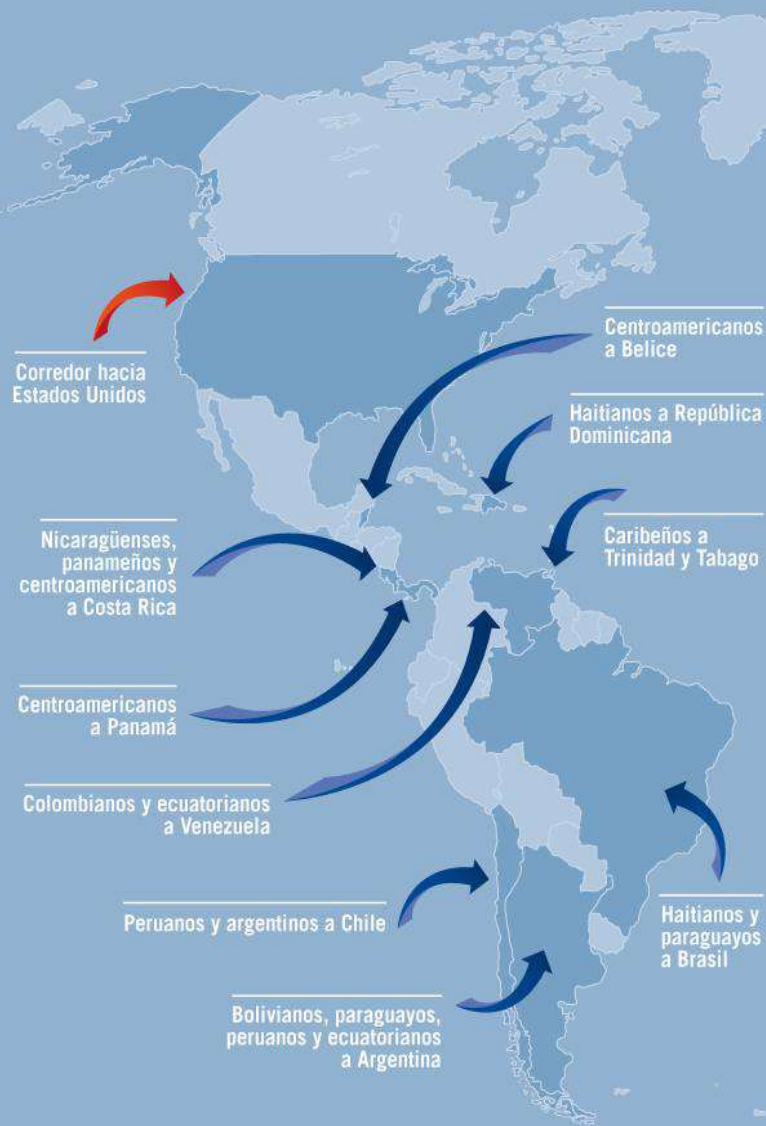 Centroamericanos
a Belice
Corredor hacia
Estados Unidos
Haitianos a República
Dominicana
Nicaragüenses,
panameños y
centroamericanos
a Costa Rica
Caribeños a
Trinidad y Tabago
Centroamericanos
a Panamá
Colombianos y ecuatorianos
a Venezuela
Peruanos y argentinos a Chile
Haitianos y
paraguayos
a Brasil
Bolivianos, paraguayos,
peruanos y ecuatorianos
a Argentina